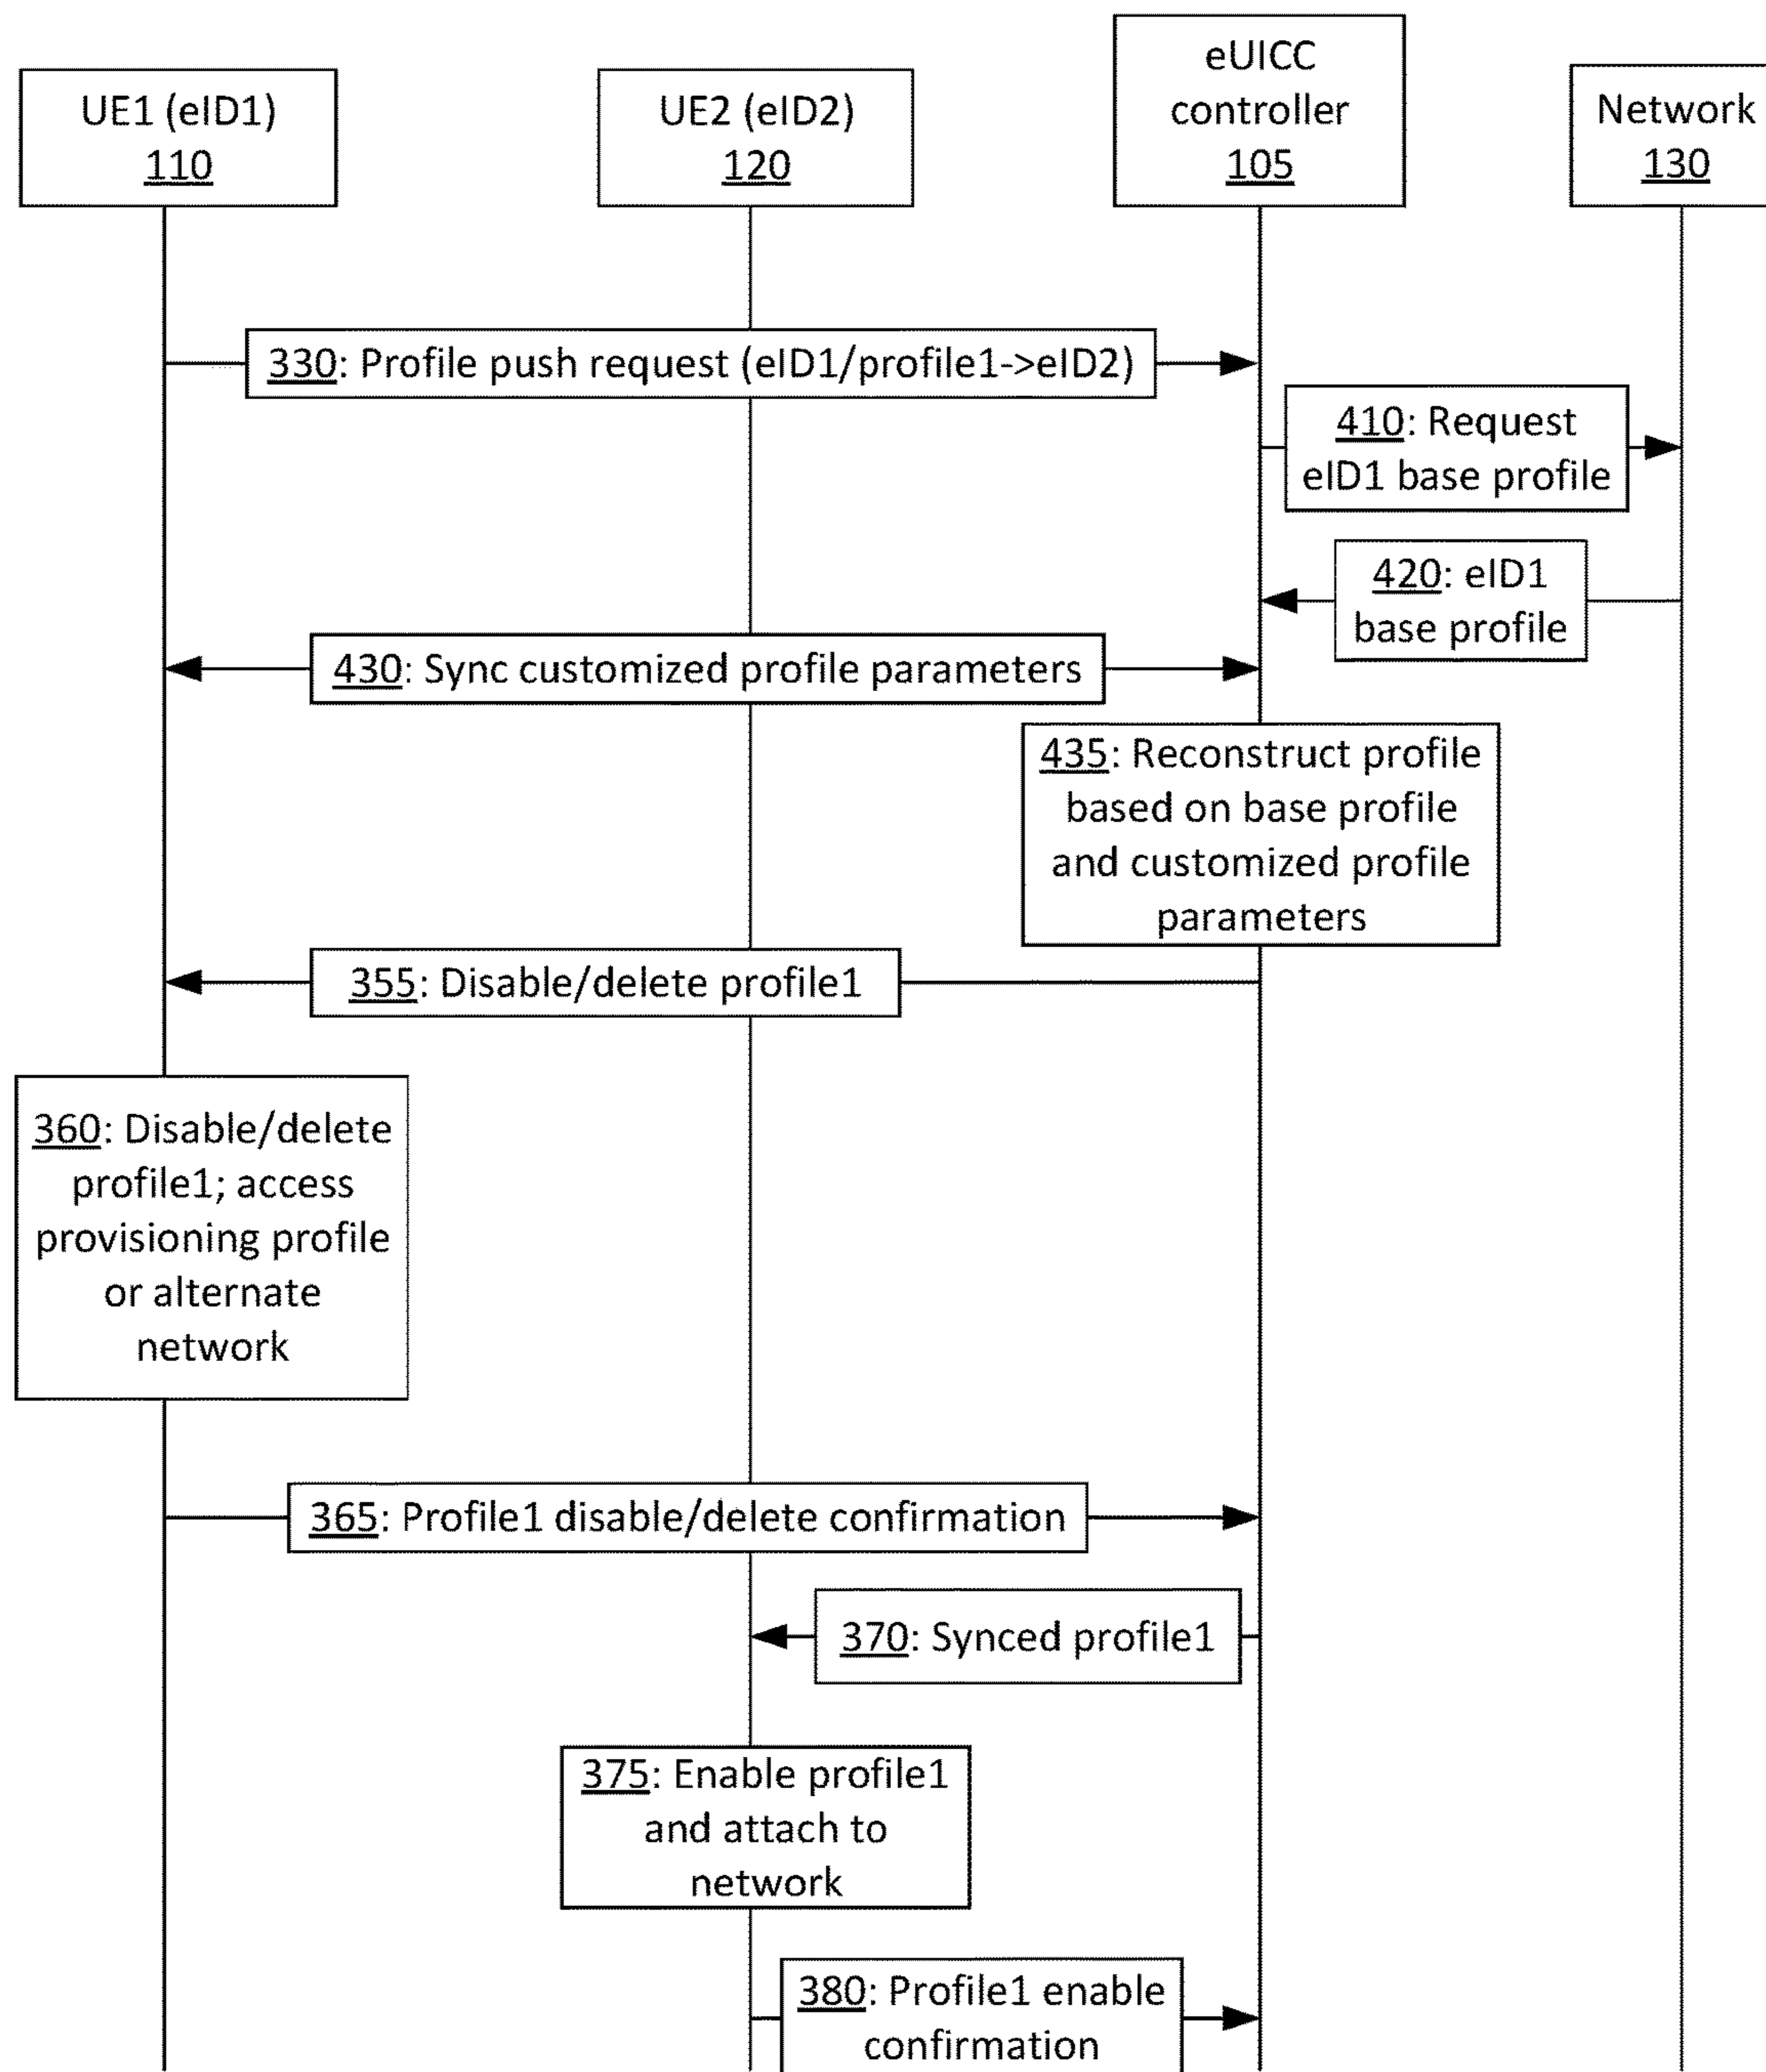 UE1 (eID1)
110
UE2 (eID2)
120
eUICC
controller
105
Network
130
330: Profile push request (eID1/profile1->eID2)
410: Request
eID1 base profile
420: eID1
base profile
430: Sync customized profile parameters
435: Reconstruct profile
based on base profile
and customized profile
parameters
355: Disable/delete profile1
360: Disable/delete
profile1; access
provisioning profile
or alternate
network
365: Profile1 disable/delete confirmation
370: Synced profile1
375: Enable profile1
and attach to
network
380: Profile1 enable
confirmation